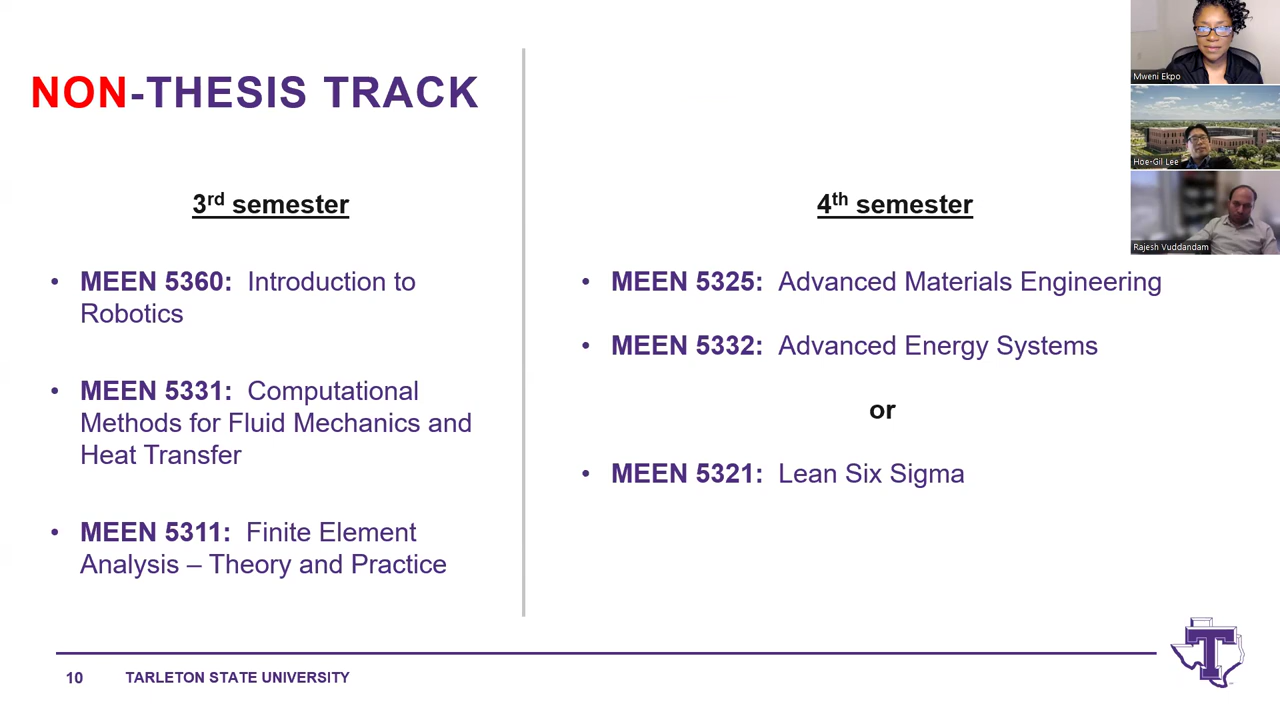 NON-THESIS TRACK
3rd semester
• MEEN 5360: Introduction to
Robotics
• MEEN 5331: Computational
Methods for Fluid Mechanics and
Heat Transfer
• MEEN 5311: Finite Element
Analysis – Theory and Practice
4th semester
• MEEN 5325: Advanced Materials Engineering
• MEEN 5332: Advanced Energy Systems
or
• MEEN 5321: Lean Six Sigma
Mweni Ekpo
Hoe-Gil Lee
Rajesh Vuddandam
10 TARLETON STATE UNIVERSITY
T